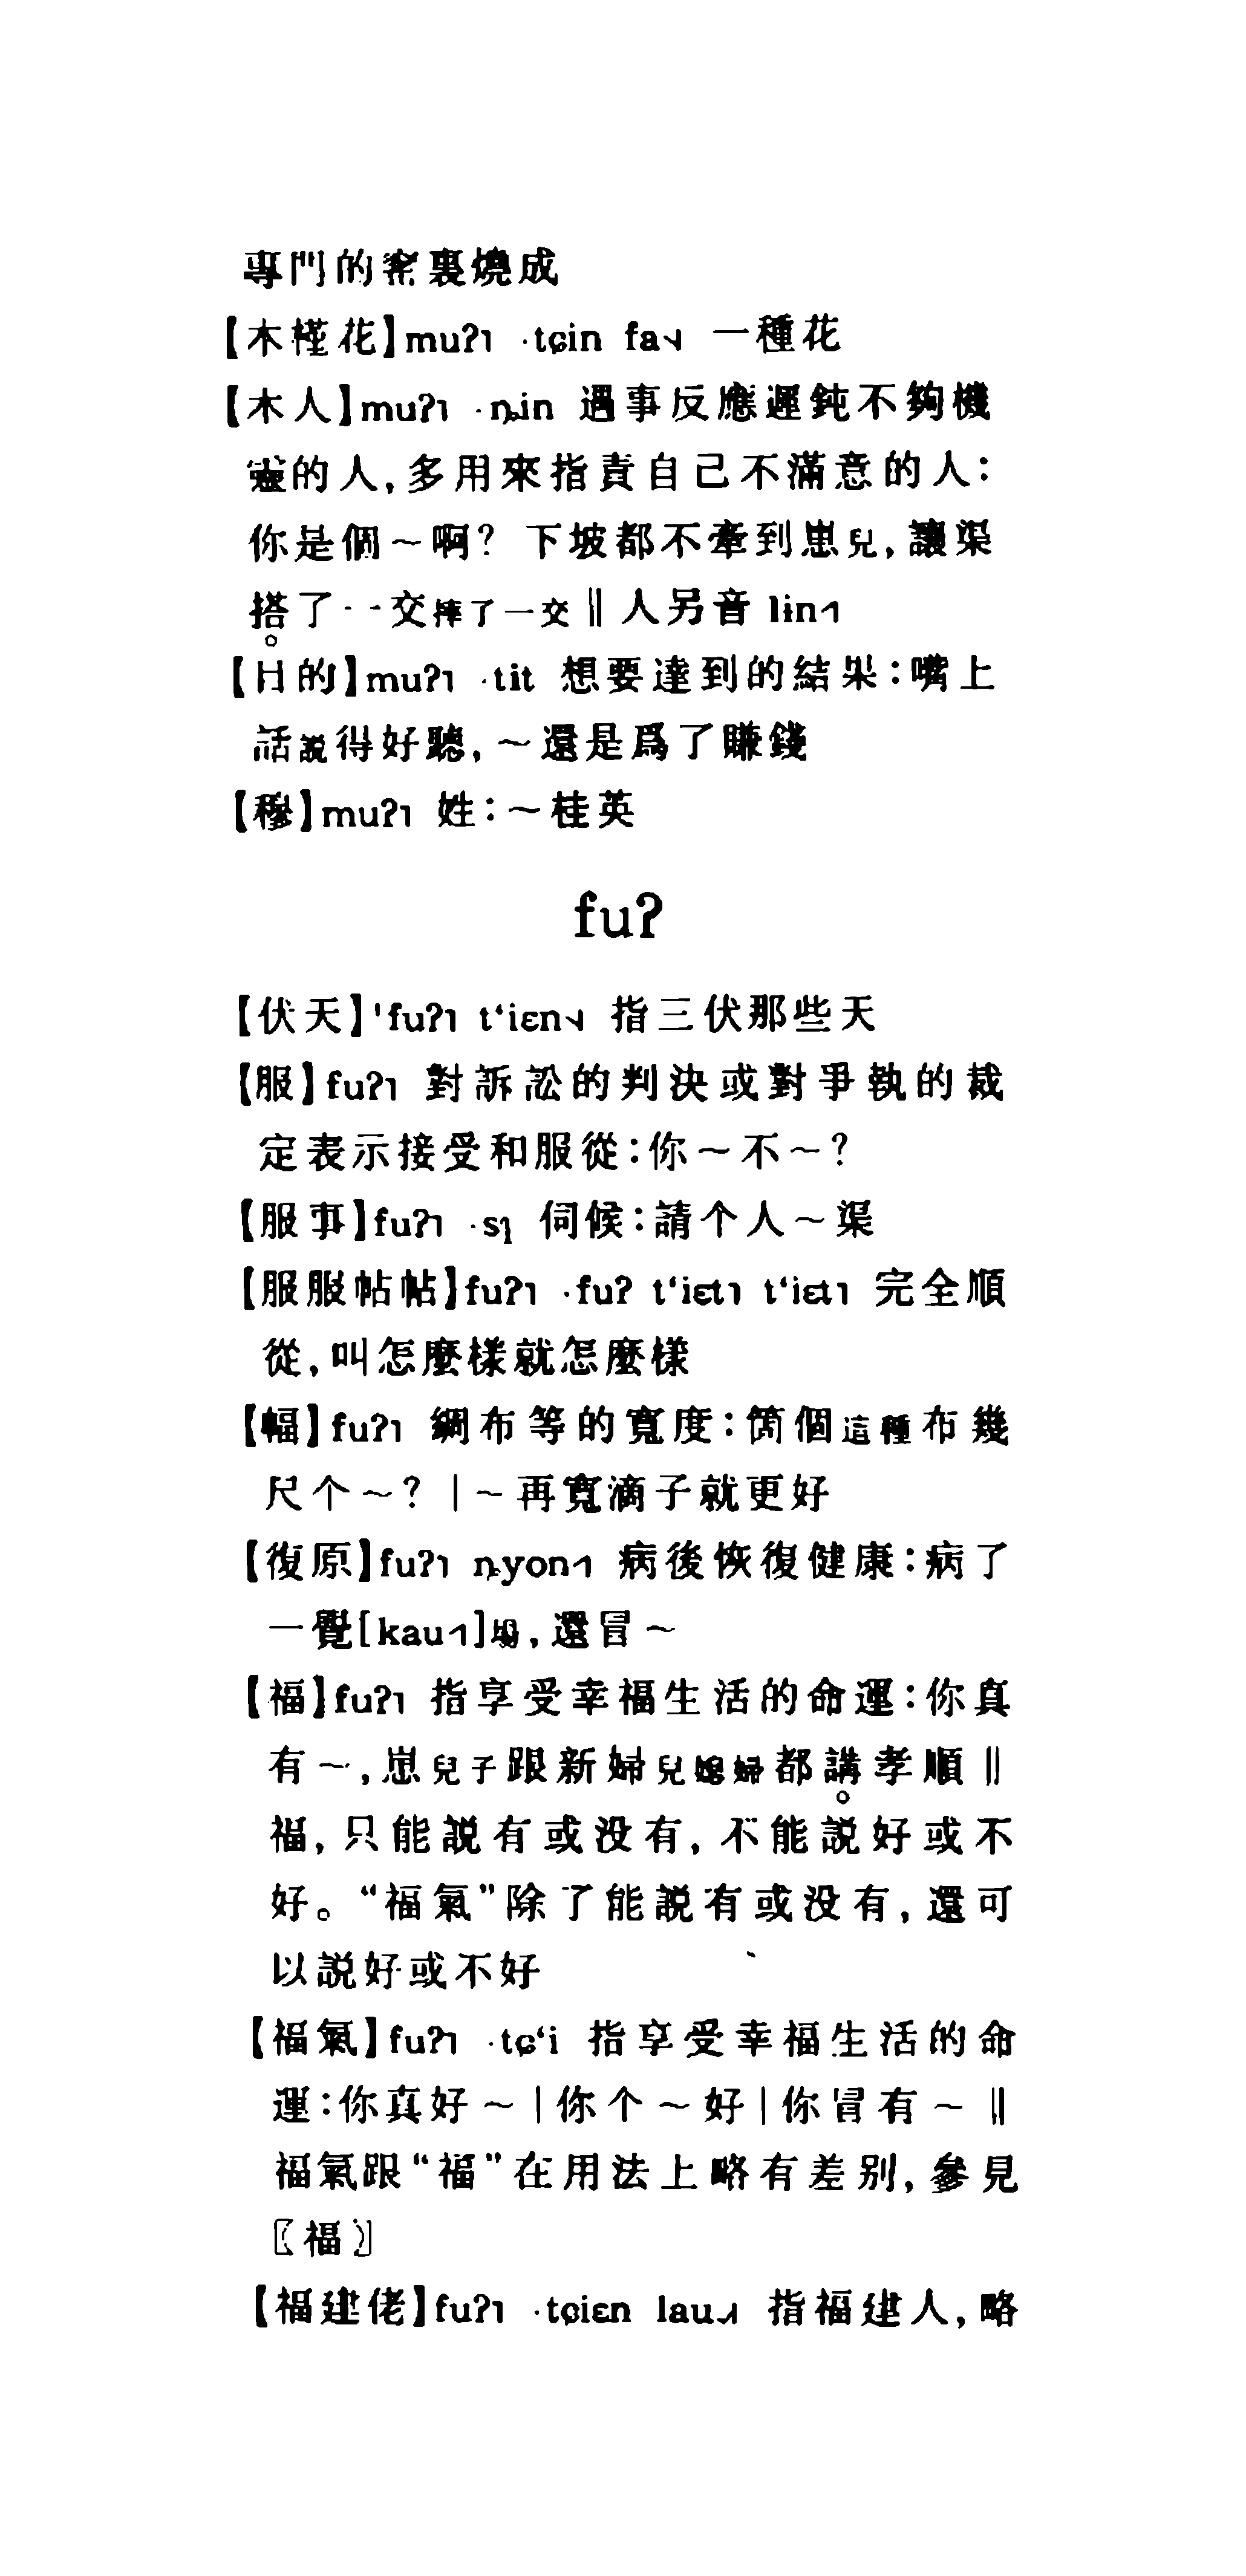 專門的窰裏燒成
【木槿花】muʔ˥ ·tɕin fa˨˩ 一種花
【木人】muʔ˥ ·ȵin 遇事反應遲鈍不夠機
靈的人,多用來指責自己不滿意的人:
你是個～啊? 下坡都不牽到崽兒,讓渠
搭了一交摔了一交‖人另音 lin˧˥
【目的】muʔ˥ ·tit 想要達到的結果:嘴上
話説得好聽,～還是爲了賺錢
【穆】muʔ˥ 姓:～桂英
fuʔ
【伏天】'fuʔ˥ t‘iɛn˨˩ 指三伏那些天
【服】fuʔ˥ 對訴訟的判決或對爭執的裁
定表示接受和服從:你～不～?
【服事】fuʔ˥ ·sɿ 伺候:請个人～渠
【服服帖帖】fuʔ˥ ·fuʔ t‘iɛt˥ t‘iɛt˥ 完全順
從,叫怎麽樣就怎麽樣
【幅】fuʔ˥ 綢布等的寬度:箇個這種布幾
尺个～?｜～再寬滴子就更好
【復原】fuʔ˥ ȵyon˧˥ 病後恢復健康:病了
一覺[kau˧˥]場,還冒～
【福】fuʔ˥ 指享受幸福生活的命運:你真
有～,崽兒子跟新婦兒媳婦都講孝順‖
福,只能説有或没有,不能説好或不
好。“福氣”除了能説有或没有,還可
以説好或不好
【福氣】fuʔ˥ ·tɕ‘i 指享受幸福生活的命
運:你真好～｜你个～好｜你冒有～‖
福氣跟“福”在用法上略有差别,參見
〖福〗
【福建佬】fuʔ˥ ·tɕiɛn lau˨˩˧ 指福建人,略